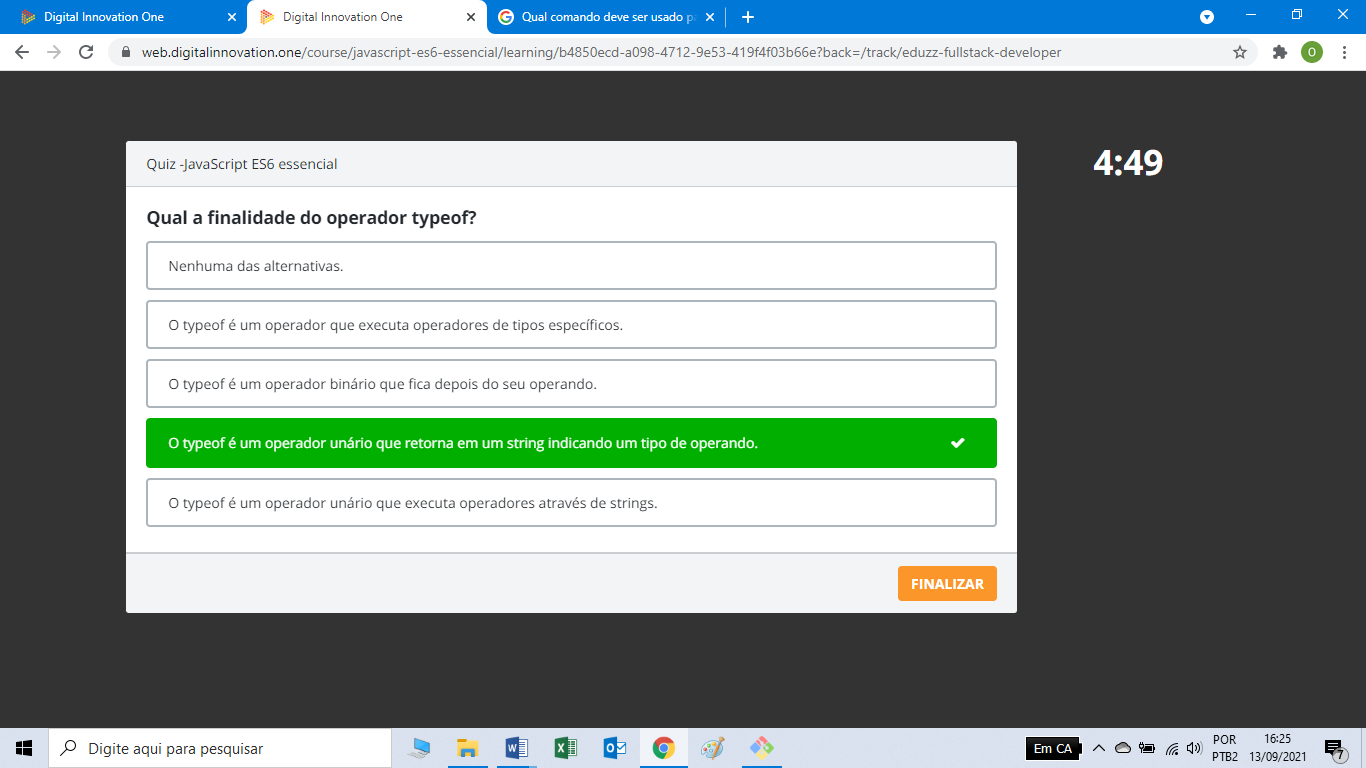 Digital Innovation One
Digital Innovation One
Qual comando deve ser usado pa
web.digitalinnovation.one/course/javascript-es6-essencial/learning/b4850ecd-a098-4712-9e53-419f4f03b66e?back=/track/eduzz-fullstack-developer
O
Quiz -JavaScript ES6 essencial
4:49
Qual a finalidade do operador typeof?
Nenhuma das alternativas.
O typeof é um operador que executa operadores de tipos específicos.
O typeof é um operador binário que fica depois do seu operando.
O typeof é um operador unário que retorna em um string indicando um tipo de operando.
O typeof é um operador unário que executa operadores através de strings.
FINALIZAR
Digite aqui para pesquisar
Em CA
POR
PTB2
16:25
13/09/2021
7